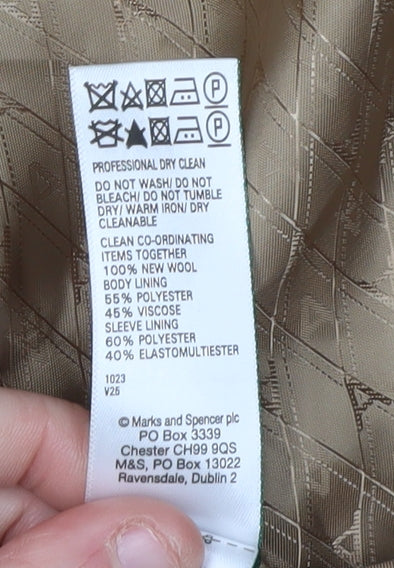 P
P
PROFESSIONAL DRY CLEAN
DO NOT WASH/ DO NOT
BLEACH/ DO NOT TUMBLE
DRY/ WARM IRON/ DRY
CLEANABLE
CLEAN CO-ORDINATING
ITEMS TOGETHER
100% NEW WOOL
BODY LINING
55% POLYESTER
45% VISCOSE
SLEEVE LINING
60% POLYESTER
40% ELASTOMULTIESTER
1023
V25
© Marks and Spencer plc
PO Box 3339
Chester CH99 9QS
M&S, PO Box 13022
Ravensdale, Dublin 2